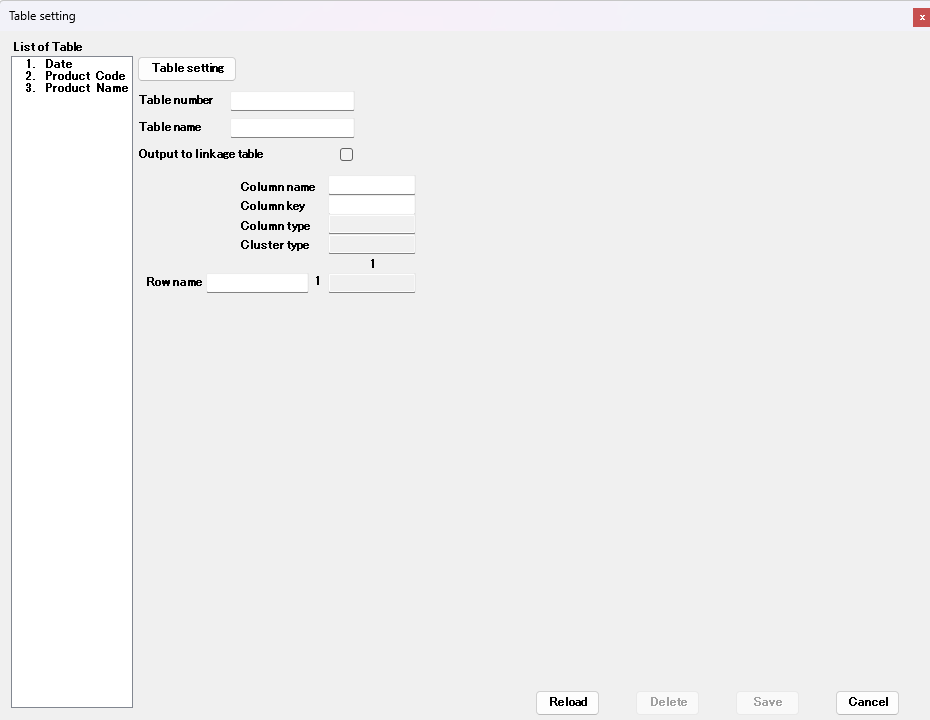 Table setting
x
List of Table
1. Date
2. Product Code
3. Product Name
Table setting
Table number
Table name
Output to linkage table
Column name
Column key
Column type
Cluster type
1
Row name 1
Reload Delete Save Cancel